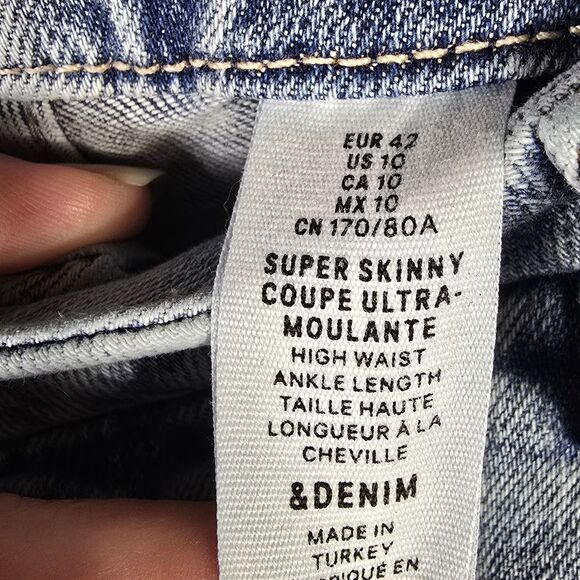 EUR 42
US 10
CA 10
MX 10
CN 170/80A
SUPER SKINNY
COUPE ULTRA-
MOULANTE
HIGH WAIST
ANKLE LENGTH
TAILLE HAUTE
LONGUEUR À LA
CHEVILLE
&DENIM
MADE IN
TURKEY
EN